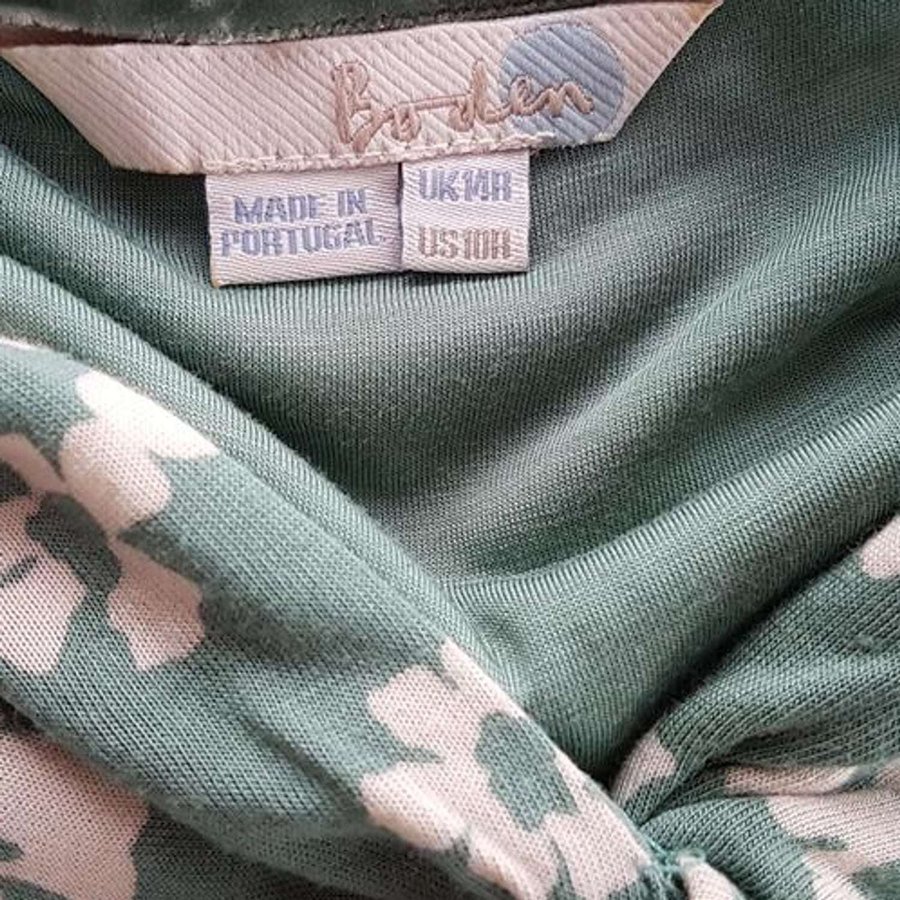 Boden
MADE IN
PORTUGAL
UK14R
US10R